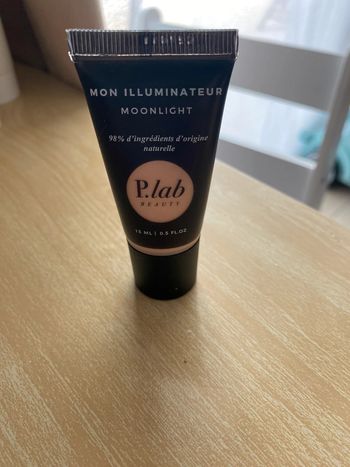 MON ILLUMINATEUR
MOONLIGHT
98% d'ingrédients d'origine
naturelle
P.lab
BEAUTY
15 ML | 0.5 FL.OZ